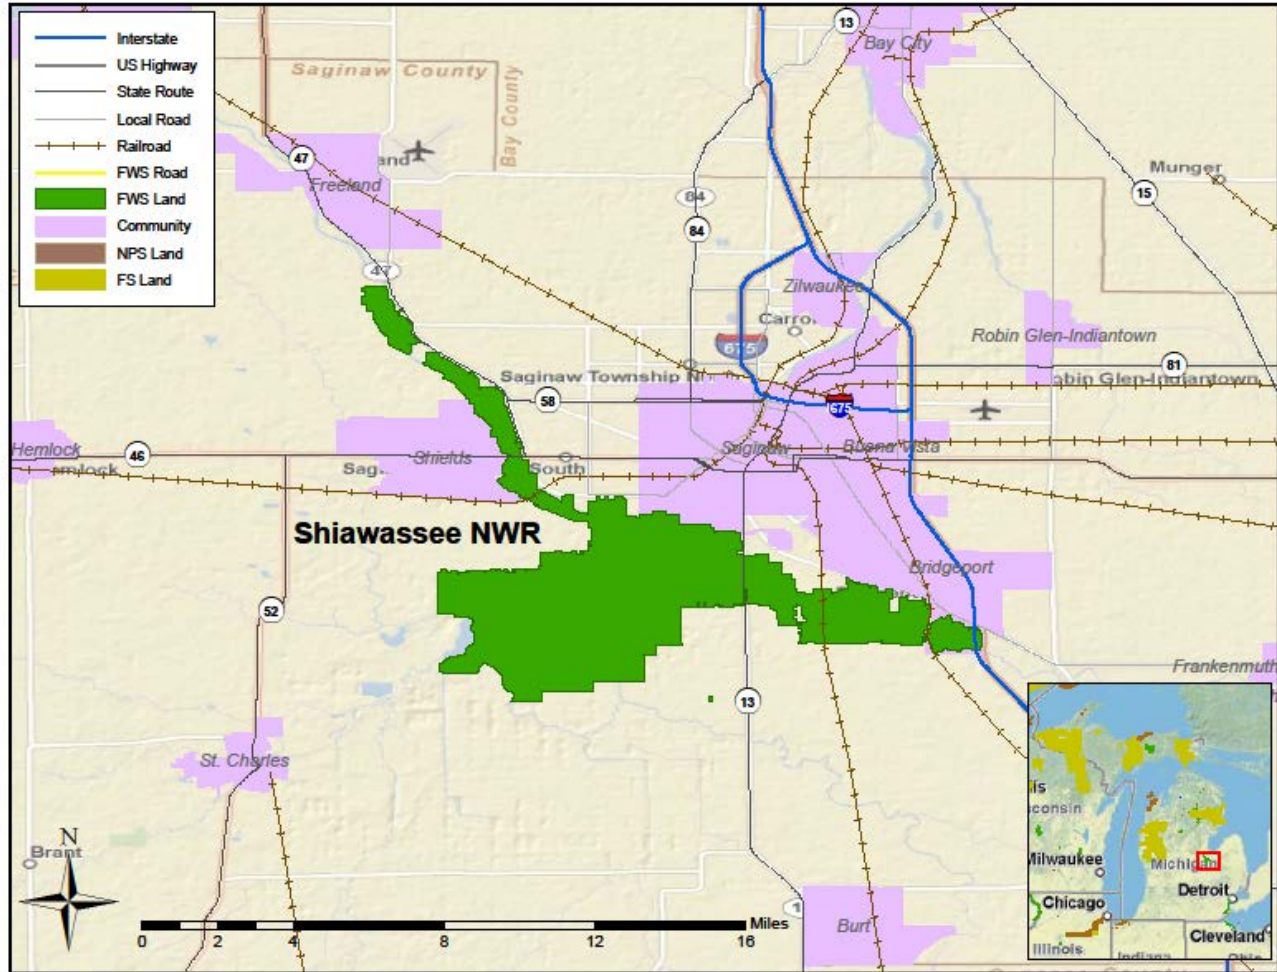 Interstate
US Highway
State Route
Local Road
Railroad
FWS Road
FWS Land
Community
NPS Land
FS Land
Saginaw County
Bay County
13
Bay City
47
Freeland
Munger
15
84
84
47
Zilwaukee
Robin Glen-Indiantown
675
81
Saginaw Township
58
675
Hemlock
46
Shields
South
Saginaw
Buena Vista
Shiawassee NWR
Bridgeport
52
Frankenmuth
13
St. Charles
N
Brant
Burt
Miles
0 2 4 8 12 16
Milwaukee
Michigan
Detroit
Chicago
Cleveland
Illinois
Indiana